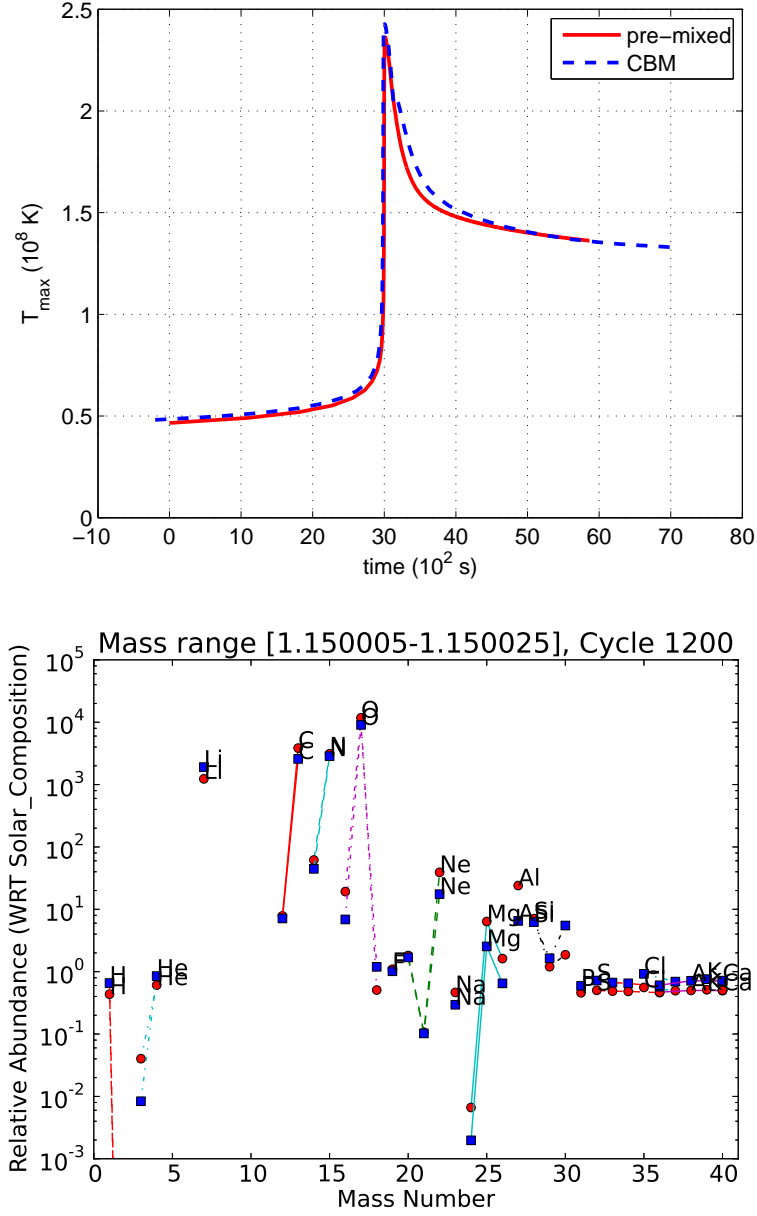 2.5
pre−mixed
CBM
2
1.5
1
0.5
0
T_max (10^8 K)
−10 0 10 20 30 40 50 60 70 80
time (10^2 s)
Mass range [1.150005-1.150025], Cycle 1200
Relative Abundance (WRT Solar_Composition)
10^5
10^4
10^3
10^2
10^1
10^0
10^-1
10^-2
10^-3
O
O
C
C
N
N
Li
Li
Ne
Ne
Al
Al
Mg
Mg
Si
Si
H
H
He
He
F
Na
Na
P
S
Cl
A
K
Ca
Ca
0 5 10 15 20 25 30 35 40
Mass Number